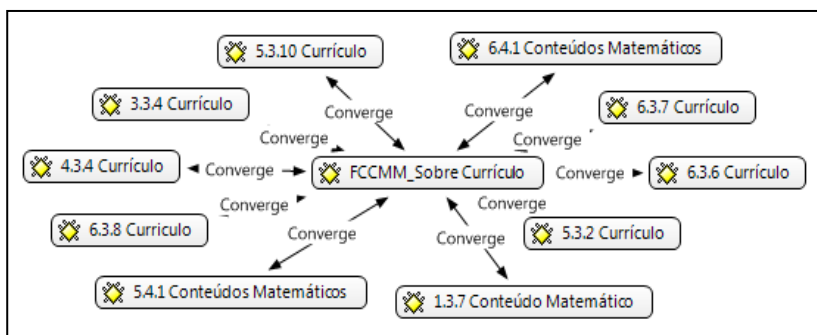 5.3.10 Currículo
6.4.1 Conteúdos Matemáticos
3.3.4 Currículo
Converge
Converge
6.3.7 Currículo
Converge
Converge
4.3.4 Currículo
Converge
FCCMM_Sobre Currículo
Converge
6.3.6 Currículo
Converge
Converge
6.3.8 Curriculo
Converge
Converge
5.3.2 Currículo
5.4.1 Conteúdos Matemáticos
1.3.7 Conteúdo Matemático